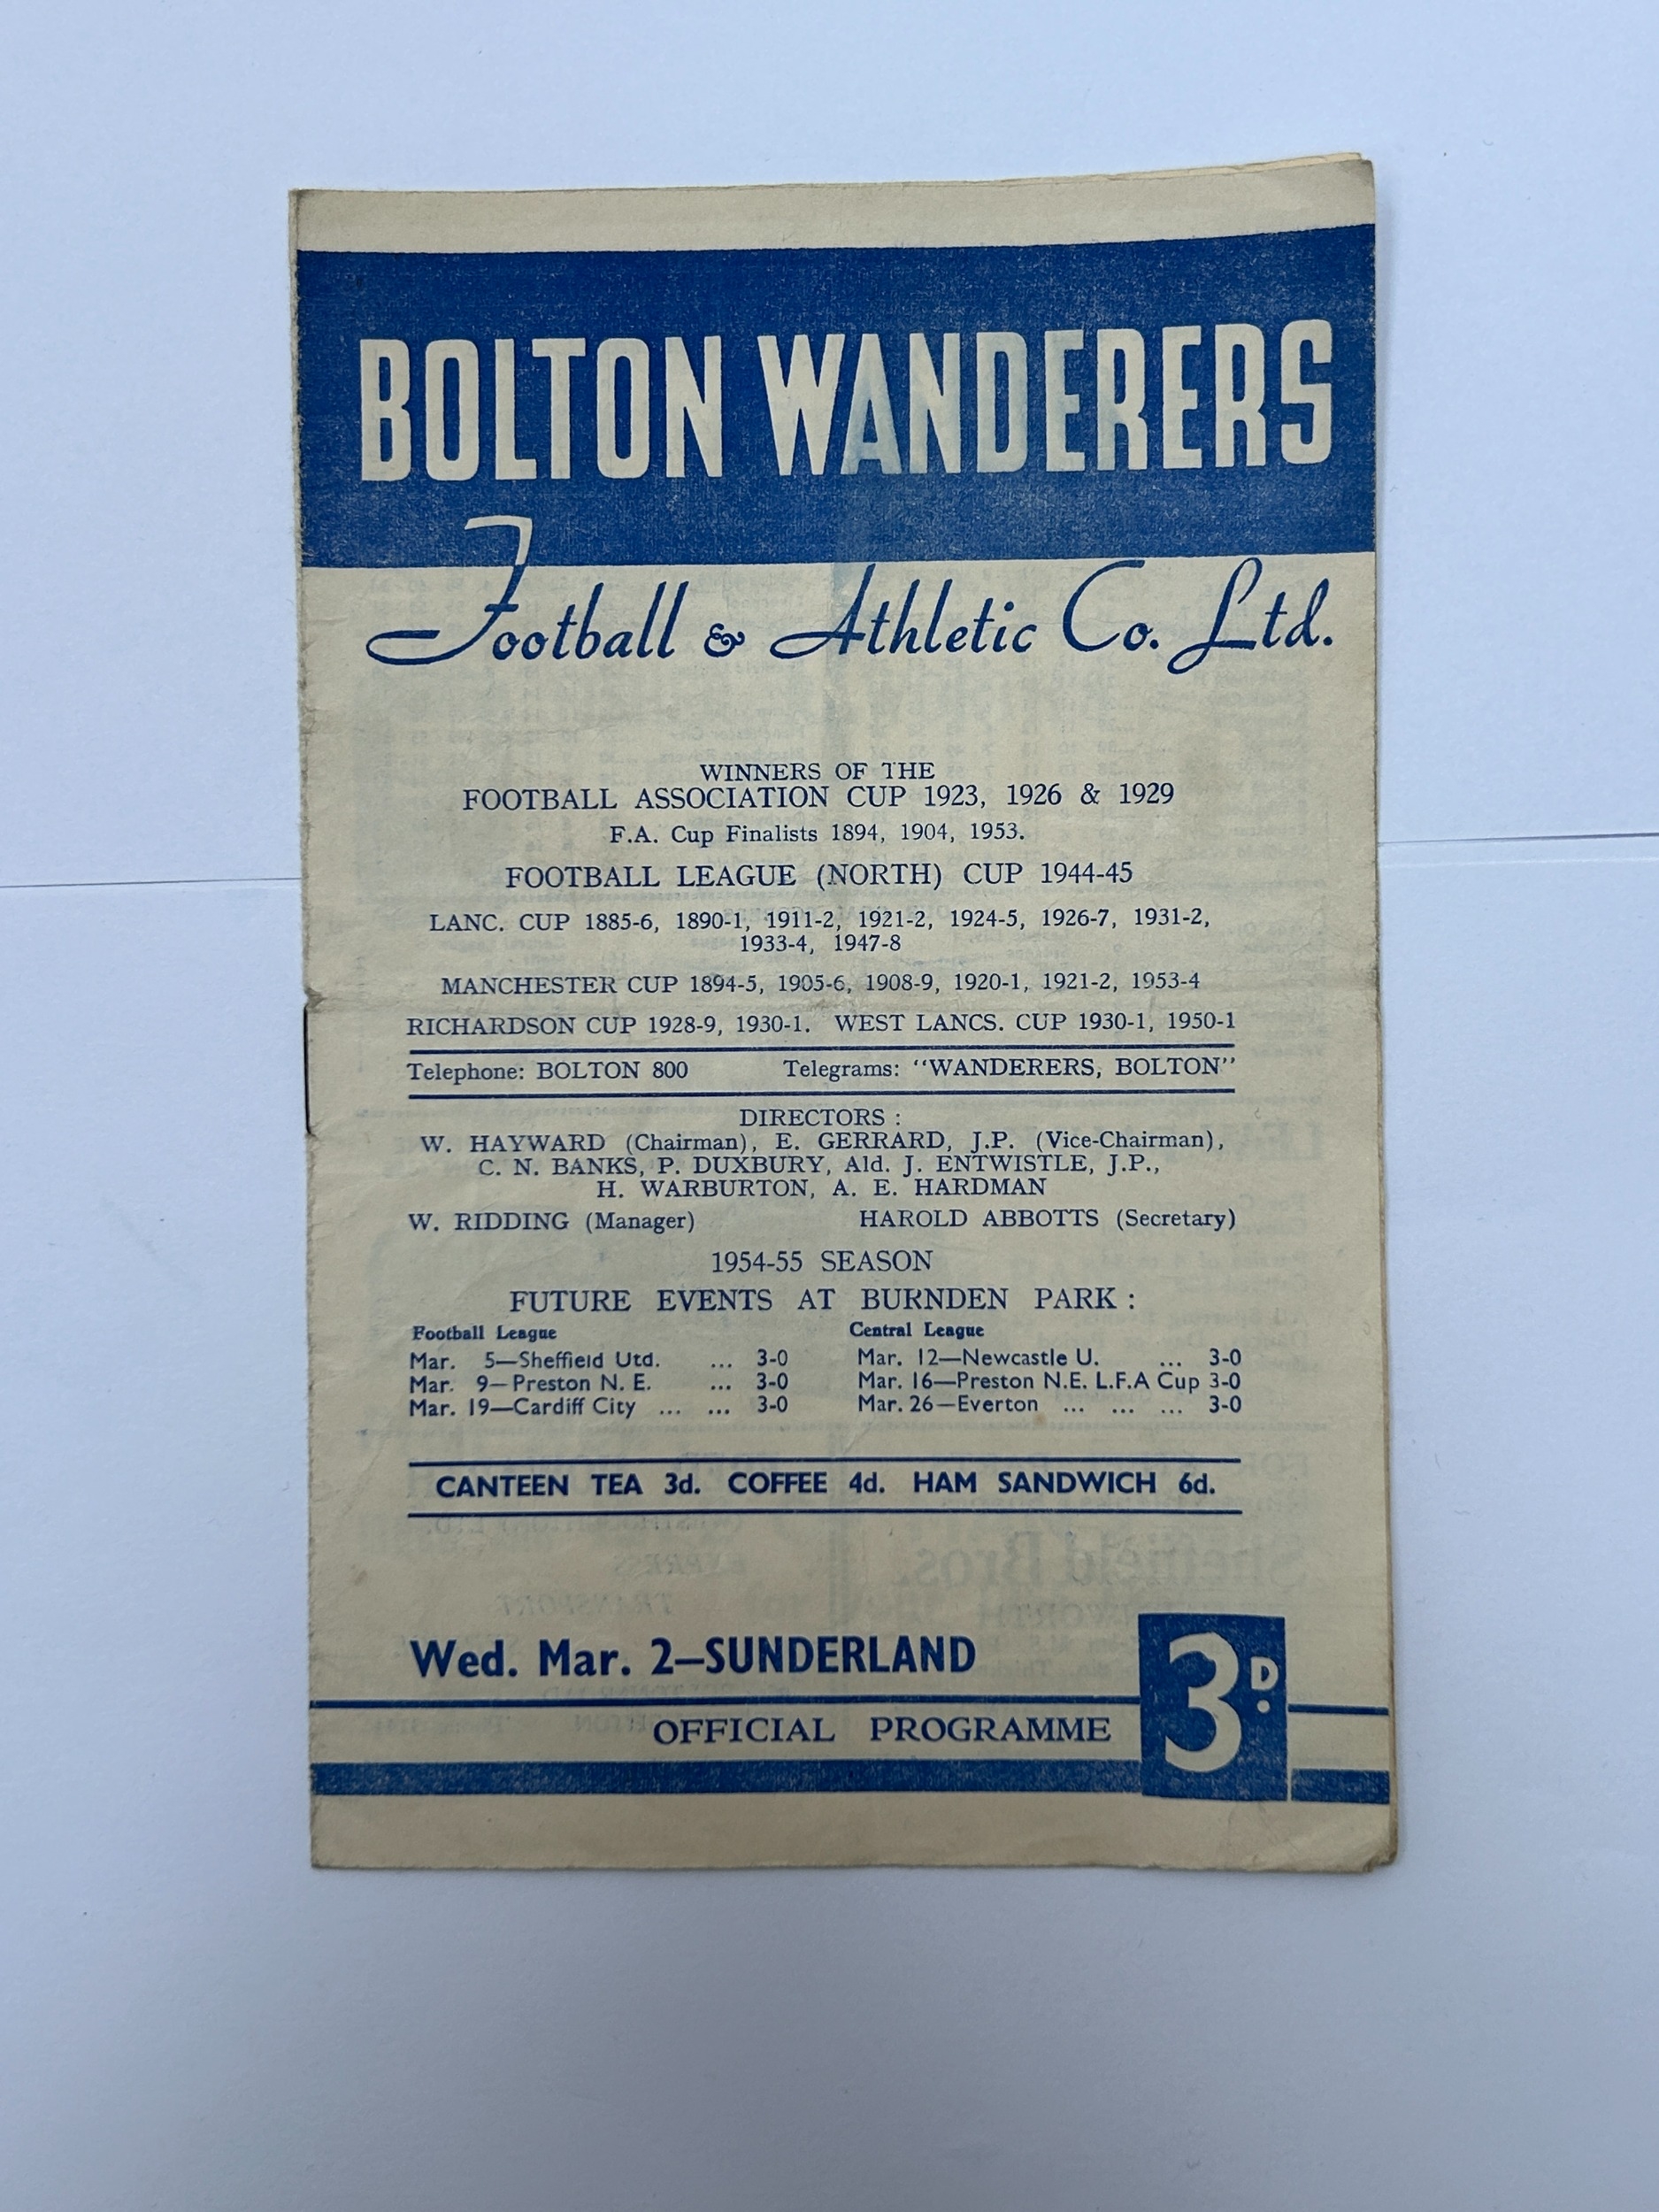 BOLTON WANDERERS
Football & Athletic Co. Ltd.
WINNERS OF THE
FOOTBALL ASSOCIATION CUP 1923, 1926 & 1929
F.A. Cup Finalists 1894, 1904, 1953.
FOOTBALL LEAGUE (NORTH) CUP 1944-45
LANC. CUP 1885-6, 1890-1, 1911-2, 1921-2, 1924-5, 1926-7, 1931-2,
1933-4, 1947-8
MANCHESTER CUP 1894-5, 1905-6, 1908-9, 1920-1, 1921-2, 1953-4
RICHARDSON CUP 1928-9, 1930-1. WEST LANCS. CUP 1930-1, 1950-1
Telephone: BOLTON 800 Telegrams: "WANDERERS, BOLTON"
DIRECTORS :
W. HAYWARD (Chairman), E. GERRARD, J.P. (Vice-Chairman),
C. N. BANKS, P. DUXBURY, Ald. J. ENTWISTLE, J.P.,
H. WARBURTON, A. E. HARDMAN
W. RIDDING (Manager) HAROLD ABBOTTS (Secretary)
1954-55 SEASON
FUTURE EVENTS AT BURNDEN PARK :
Football League
Mar. 5—Sheffield Utd. ... 3-0
Mar. 9—Preston N. E. ... 3-0
Mar. 19—Cardiff City ... ... 3-0
Central League
Mar. 12—Newcastle U. ... 3-0
Mar. 16—Preston N.E. L.F.A Cup 3-0
Mar. 26—Everton ... ... ... 3-0
CANTEEN TEA 3d. COFFEE 4d. HAM SANDWICH 6d.
Wed. Mar. 2—SUNDERLAND
OFFICIAL PROGRAMME
3D.